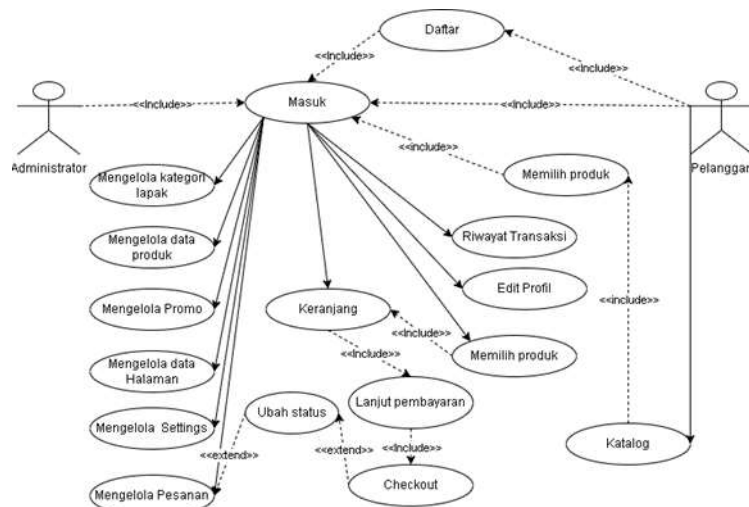 Daftar
<<Include>>
<<Include>>
Masuk
<<Include>>
<<Include>>
Administrator
Pelanggan
<<include>>
Memilih produk
Mengelola kategori
lapak
Mengelola data
produk
Riwayat Transaksi
Edit Profil
Mengelola Promo
Keranjang
<<include>>
<<Include>>
<<Include>>
Memilih produk
Mengelola data
Halaman
Lanjut pembayaran
Ubah status
Mengelola Settings
Katalog
<<extend>>
<<extend>>
<<Include>>
Checkout
Mengelola Pesanan